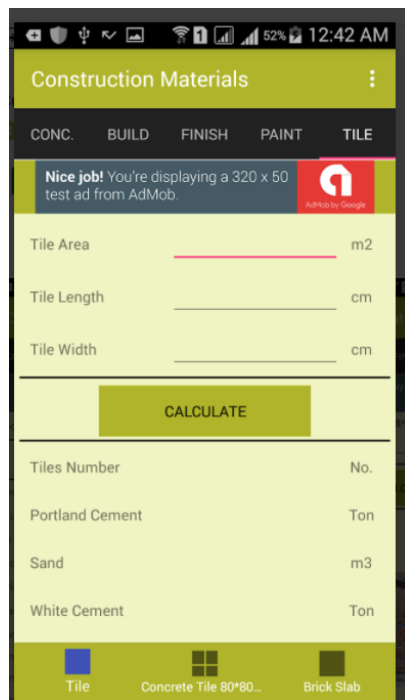 1 52% 12:42 AM
Construction Materials
CONC. BUILD FINISH PAINT TILE
Nice job! You're displaying a 320 x 50
test ad from AdMob.
AdMob by Google
Tile Area m2
Tile Length cm
Tile Width cm
CALCULATE
Tiles Number No.
Portland Cement Ton
Sand m3
White Cement Ton
Tile Concrete Tile 80*80... Brick Slab